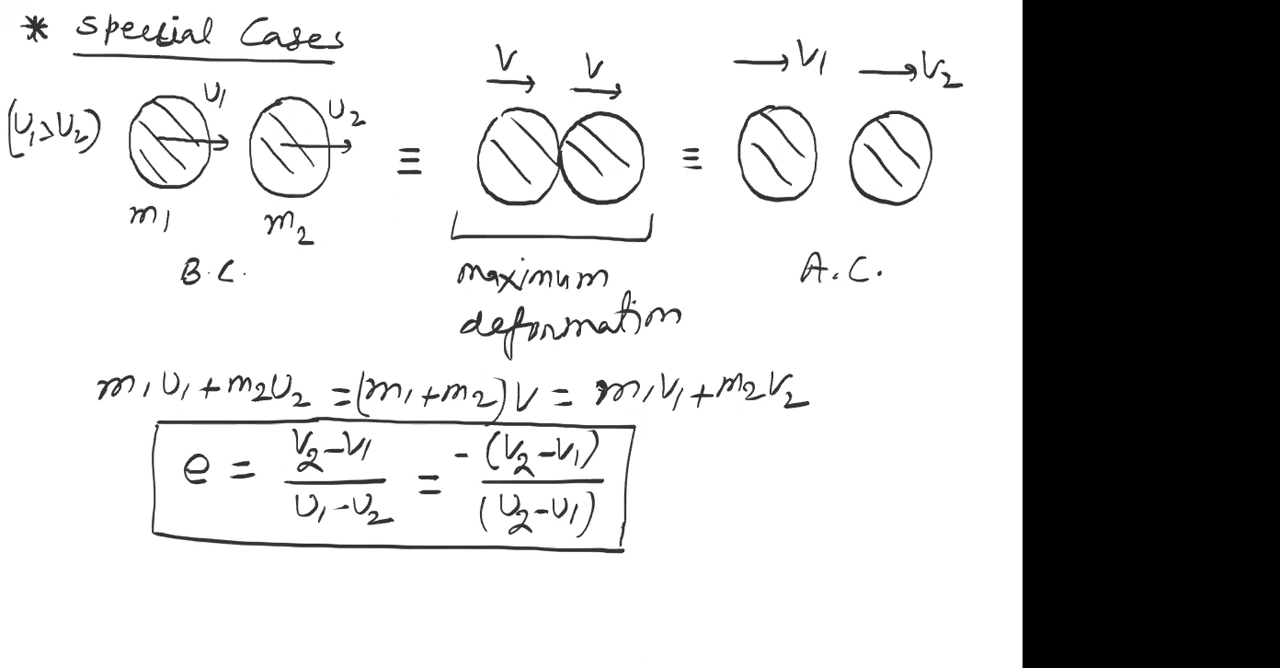 * Special Cases
(U1>U2) U1 U2 ≡ V V ≡ V1 V2
m1 m2
B.C. maximum A.C.
deformation
m1U1+m2U2 = (m1+m2)V = m1V1+m2V2
e = (V2-V1)/(U1-U2) = -(V2-V1)/(U2-U1)